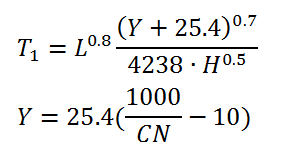 T₁ = L^0.8 (Y + 25.4)^0.7 / 4238 · H^0.5
Y = 25.4(1000/CN − 10)